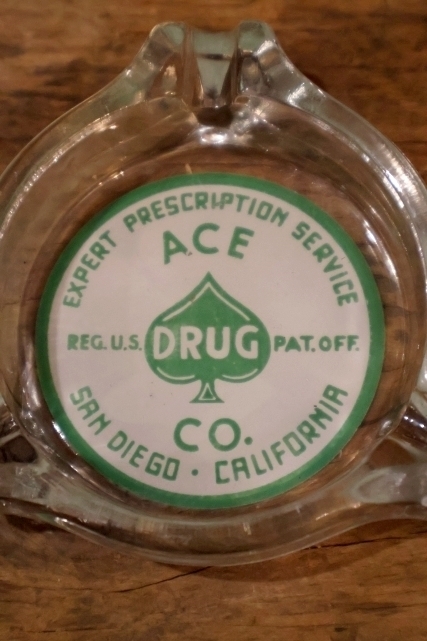 EXPERT PRESCRIPTION SERVICE
ACE
REG. U.S. DRUG PAT. OFF.
CO.
SAN DIEGO · CALIFORNIA